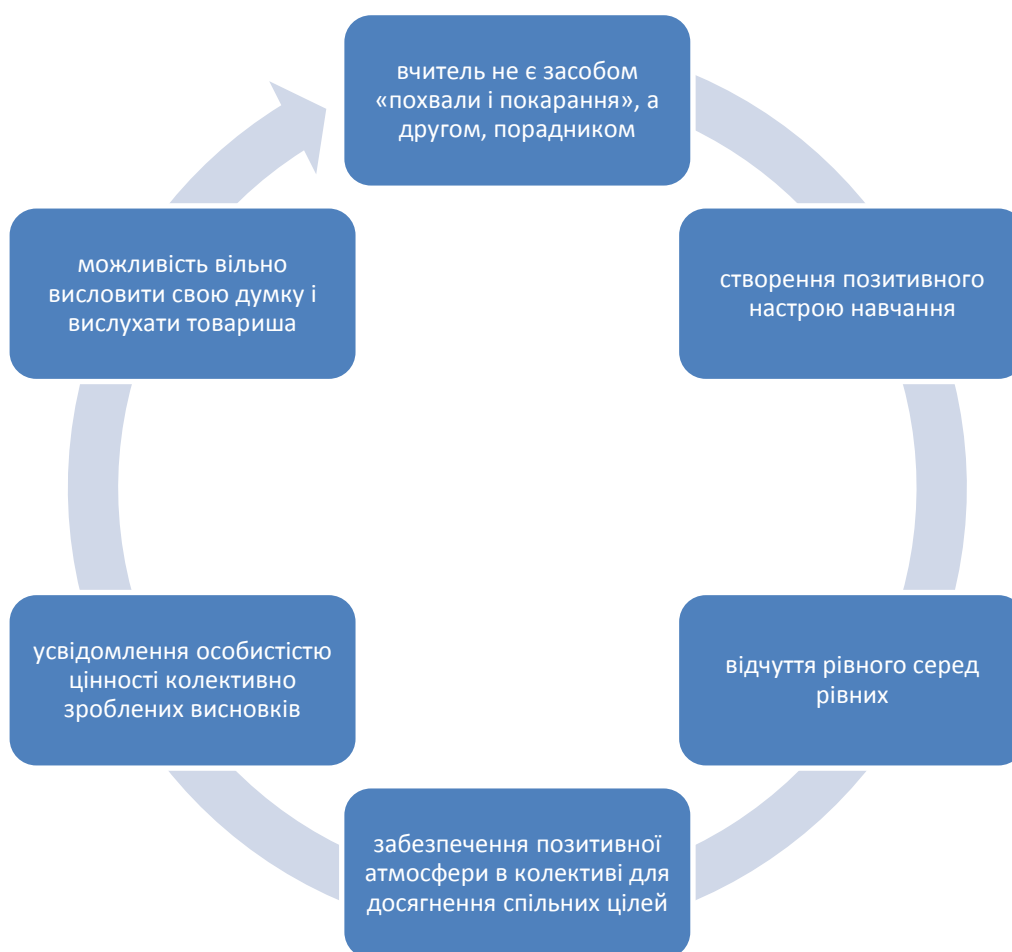 вчитель не є засобом
«похвали і покарання», а
другом, порадником
створення позитивного
настрою навчання
відчуття рівного серед
рівних
забезпечення позитивної
атмосфери в колективі для
досягнення спільних цілей
усвідомлення особистістю
цінності колективно
зроблених висновків
можливість вільно
висловити свою думку і
вислухати товариша